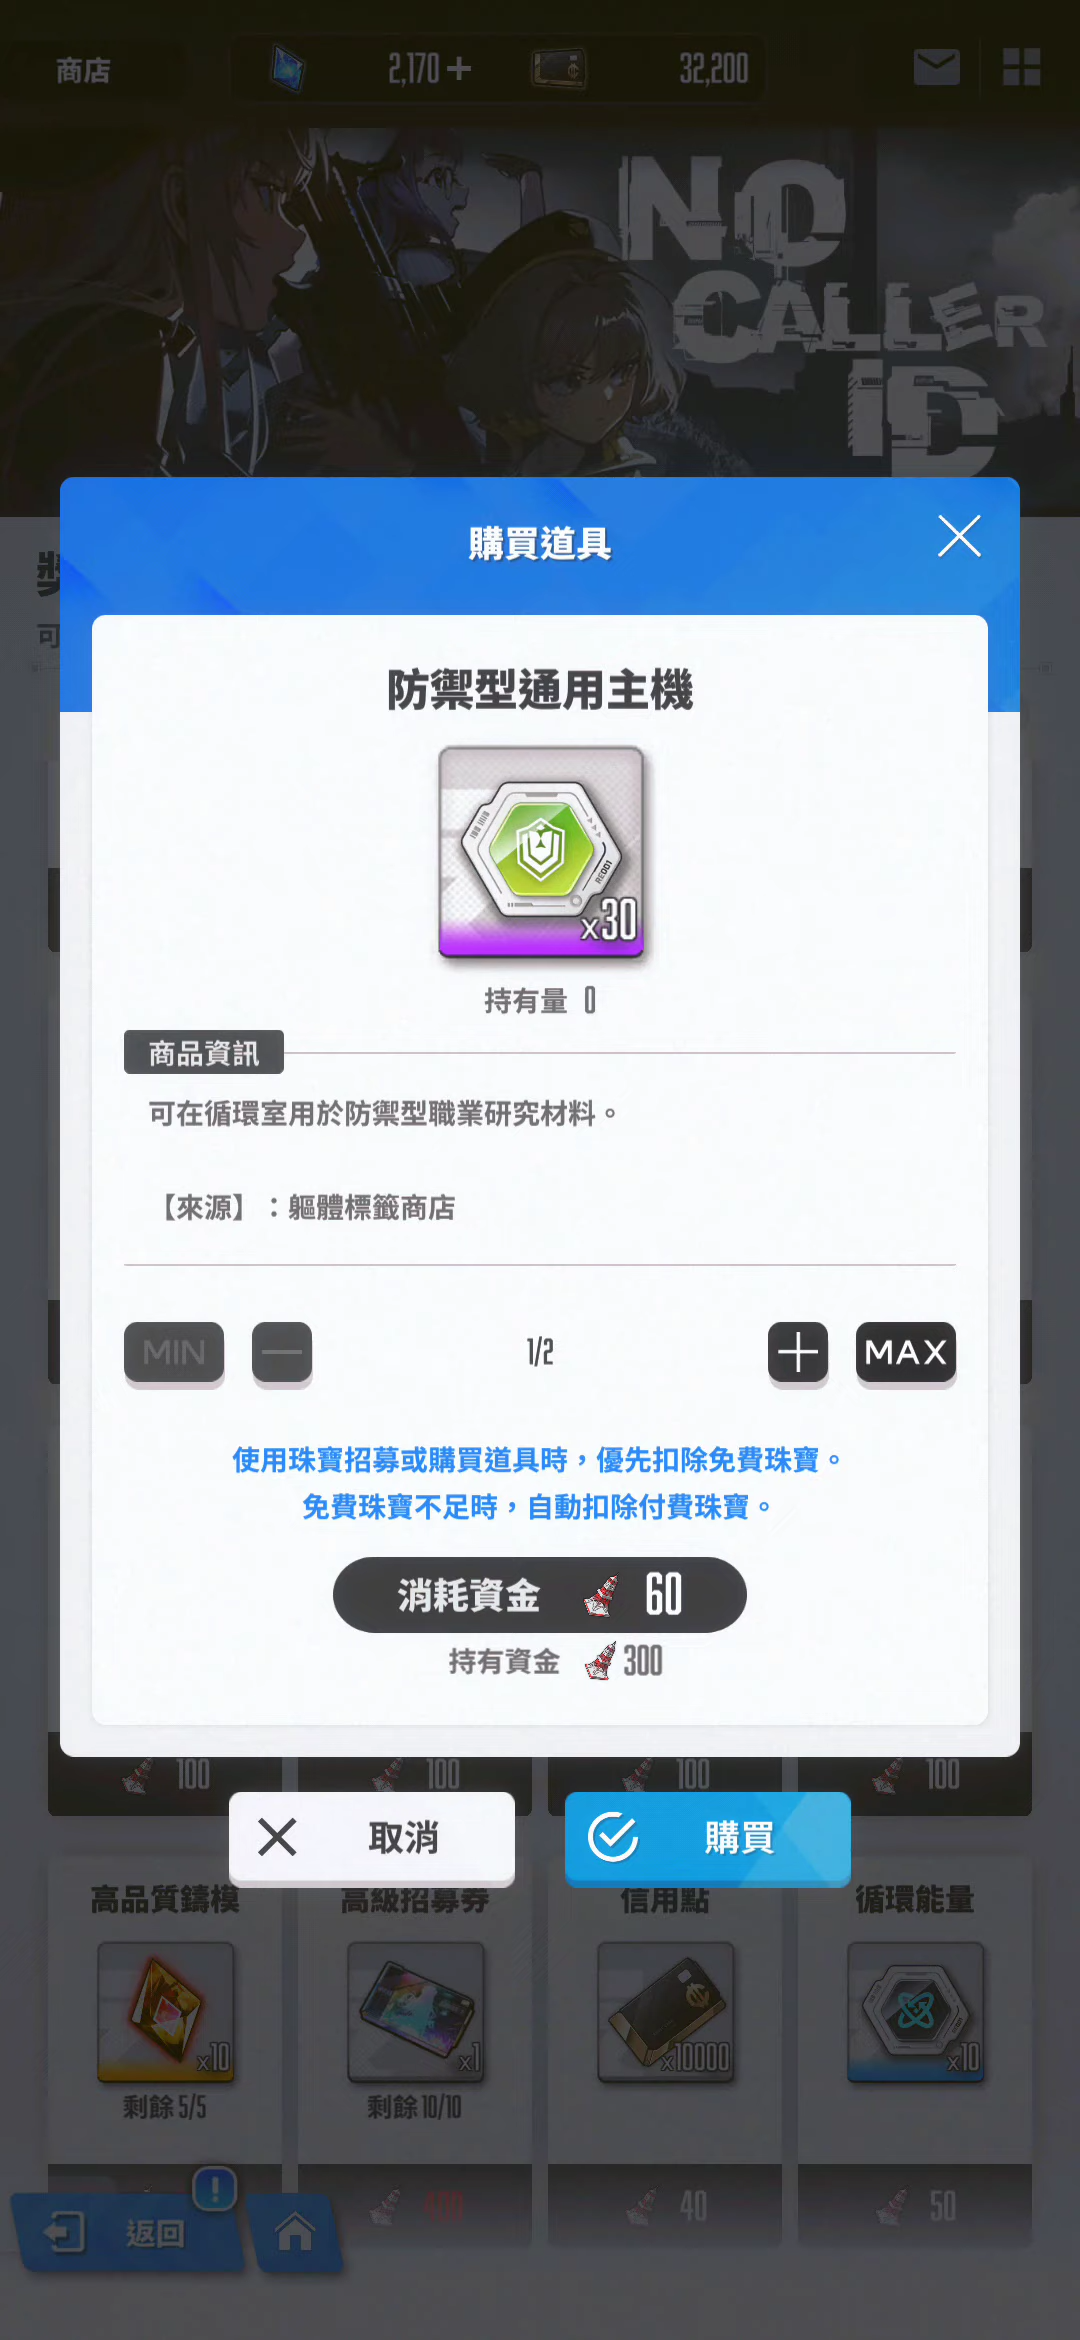 商店
2,170
32,200
NO
CALLER
ID
購買道具
防禦型通用主機
RE001
x30
持有量 0
商品資訊
可在循環室用於防禦型職業研究材料。
【來源】：軀體標籤商店
MIN
1/2
MAX
使用珠寶招募或購買道具時，優先扣除免費珠寶。
免費珠寶不足時，自動扣除付費珠寶。
消耗資金 60
持有資金 300
100 100 100 100
取消
購買
高品質鑄模 高級招募券 信用點 循環能量
x10 x1 x10000 x10
剩餘 5/5 剩餘 10/10
400 40 50
返回